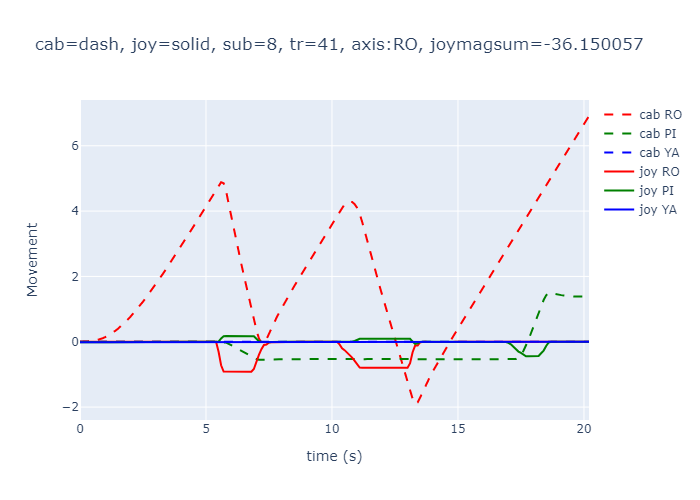 cab=dash, joy=solid, sub=8, tr=41, axis:RO, joymagsum=-36.150057
cab RO
cab PI
cab YA
joy RO
joy PI
joy YA
Movement
6
4
2
0
−2
0
5
10
15
20
time (s)